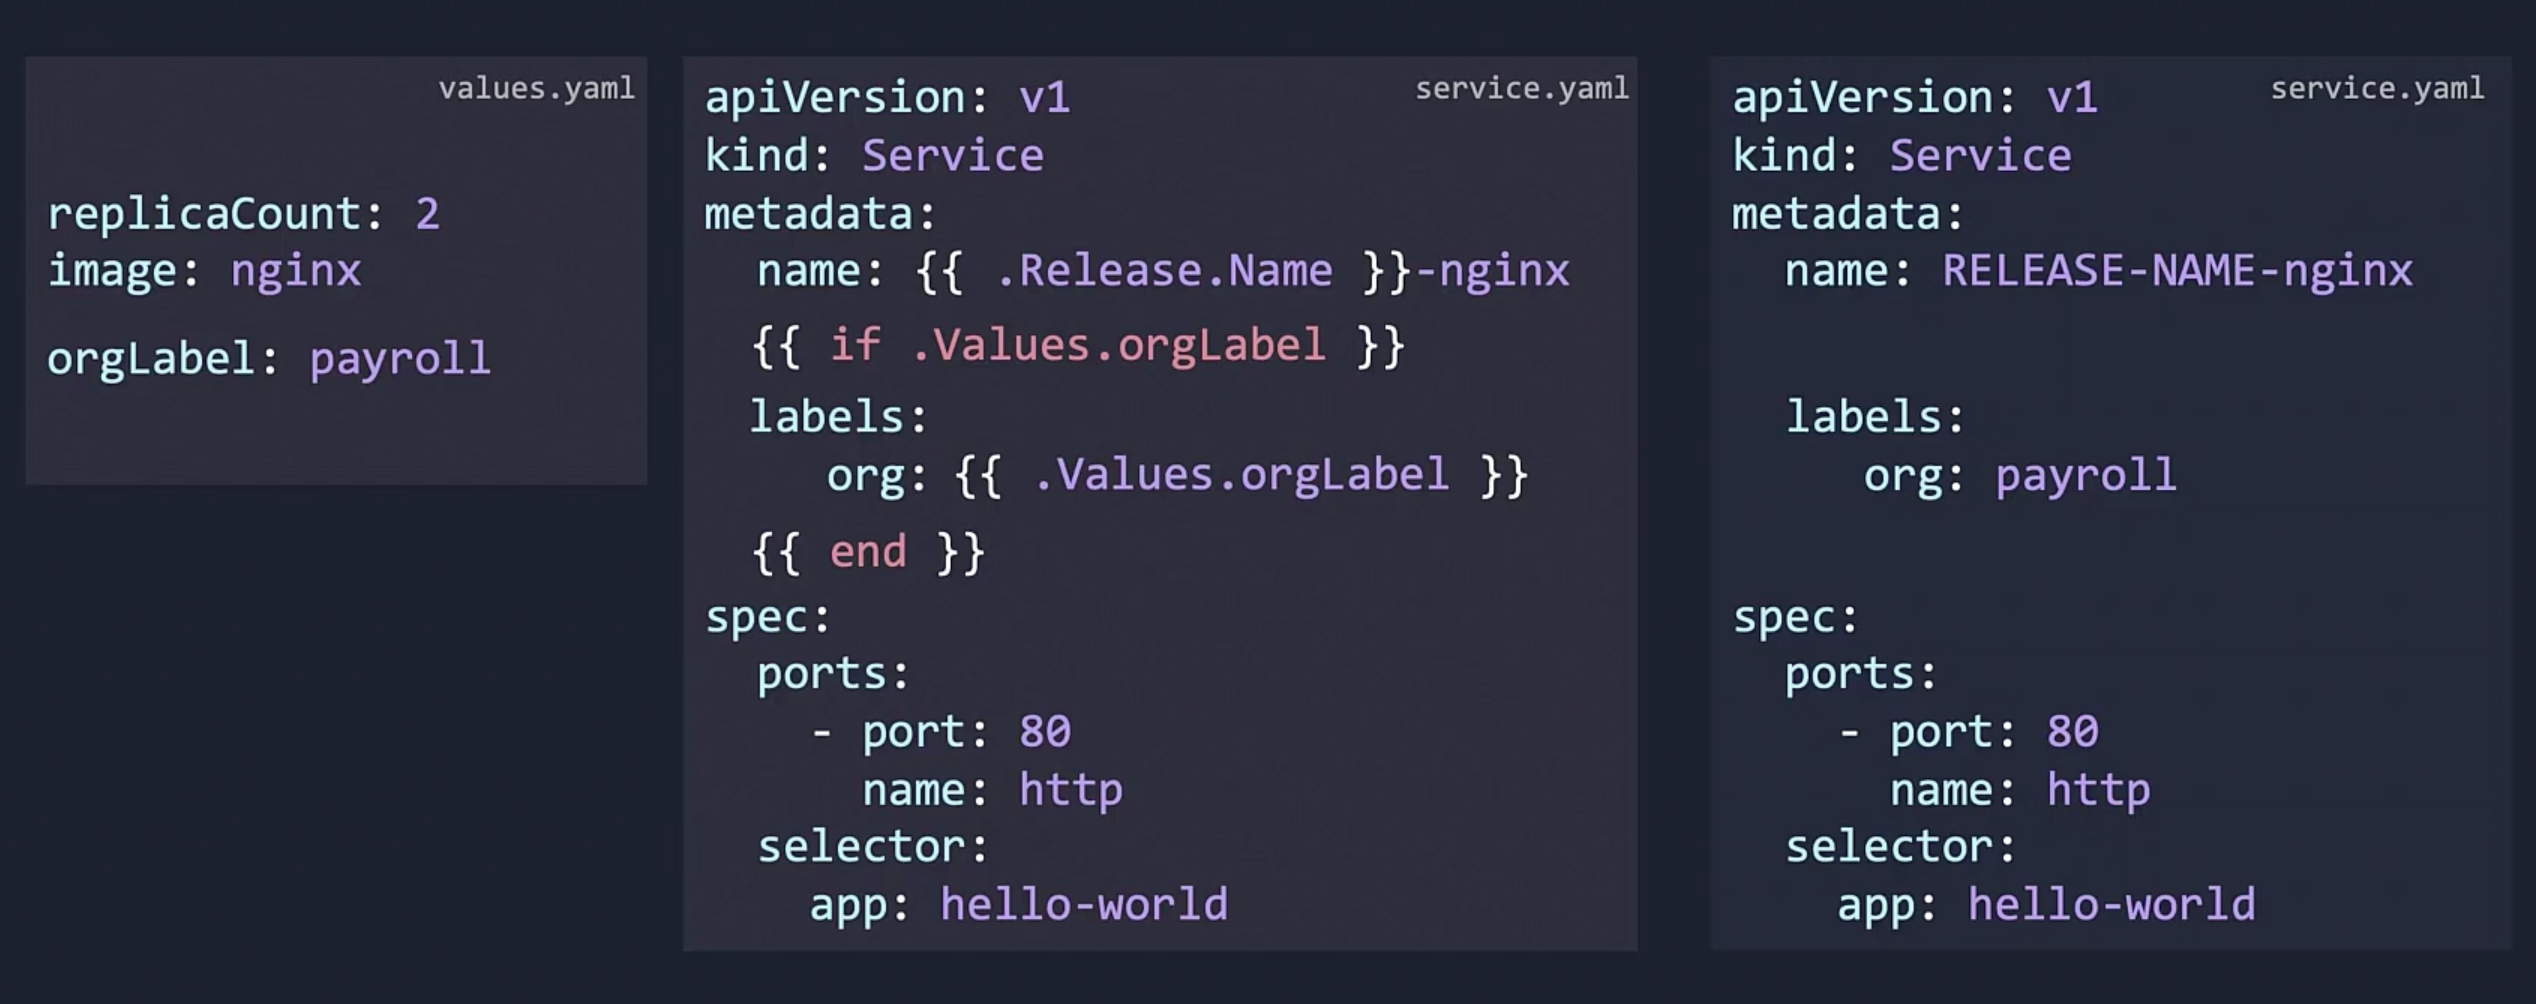 values.yaml
replicaCount: 2
image: nginx
orgLabel: payroll
service.yaml
apiVersion: v1
kind: Service
metadata:
  name: {{ .Release.Name }}-nginx
  {{ if .Values.orgLabel }}
  labels:
     org: {{ .Values.orgLabel }}
  {{ end }}
spec:
  ports:
    - port: 80
      name: http
  selector:
    app: hello-world
service.yaml
apiVersion: v1
kind: Service
metadata:
  name: RELEASE-NAME-nginx
  labels:
     org: payroll
spec:
  ports:
    - port: 80
      name: http
  selector:
    app: hello-world